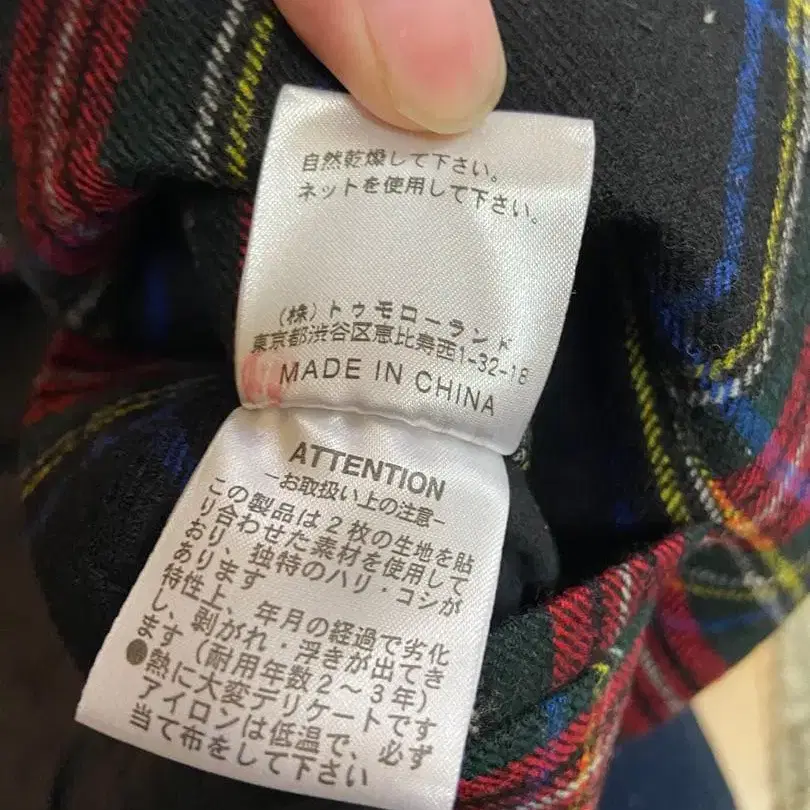 自然乾燥して下さい。
ネットを使用して下さい。
(株)トゥモローランド
東京都渋谷区恵比寿西1-32-18
MADE IN CHINA
ATTENTION
−お取扱い上の注意−
この製品は2枚の生地を貼
り合わせた素材を使用して
おり、独特のハリ・コシが
あります
特性上、年月の経過で劣化
し、剥がれ・浮きが出てき
ます(耐用年数2〜3年)
●熱に大変デリケートです
アイロンは低温で、必ず
当て布をして下さい